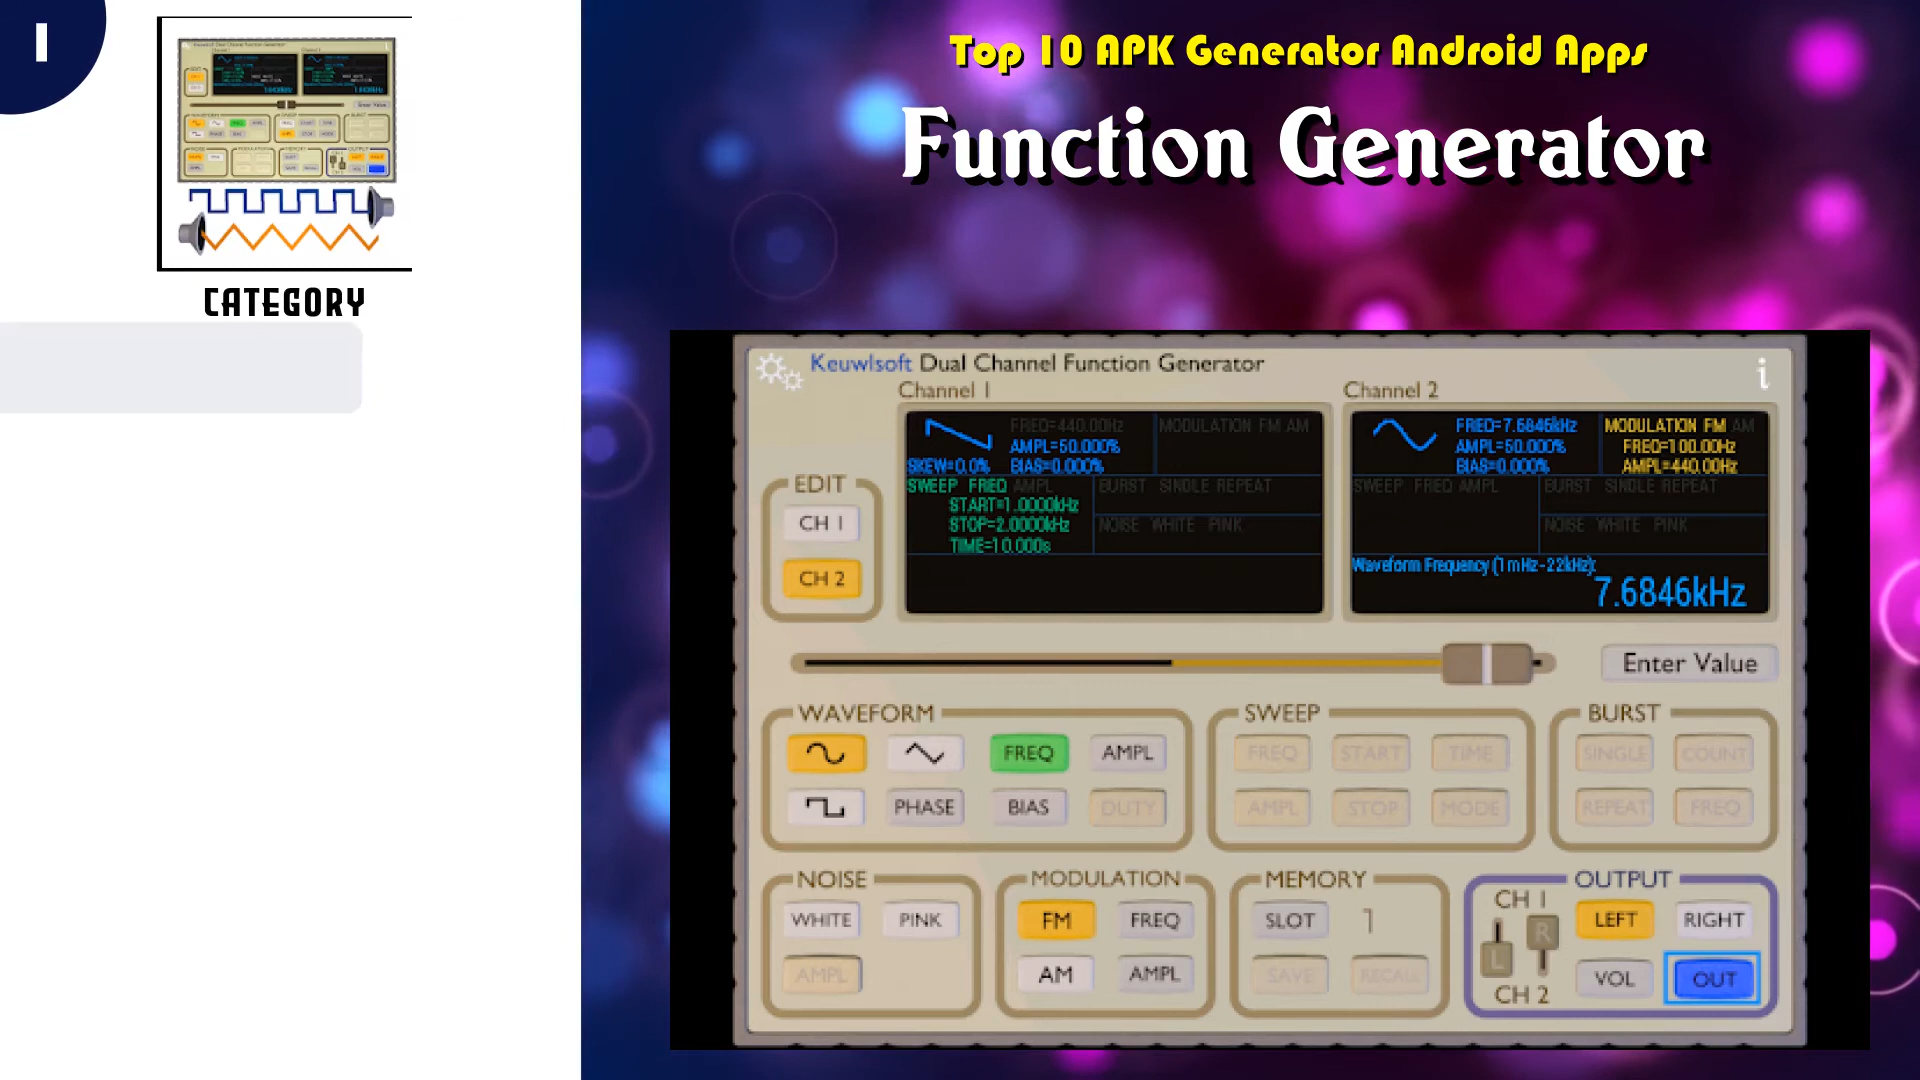 1
CATEGORY
Top 10 APK Generator Android Apps
Function Generator
Keuwlsoft Dual Channel Function Generator
i
Channel 1
Channel 2
FREQ=440.00Hz
AMPL=50.000%
SKEW=0.0% BIAS=0.000%
MODULATION FM AM
SWEEP FREQ AMPL
START=1.0000kHz
STOP=2.0000kHz
TIME=10.000s
BURST SINGLE REPEAT
NOISE WHITE PINK
FREQ=7.6846kHz
AMPL=50.000%
BIAS=0.000%
MODULATION FM AM
FREQ=100.00Hz
AMPL=440.00Hz
SWEEP FREQ AMPL
BURST SINGLE REPEAT
NOISE WHITE PINK
Waveform Frequency (1mHz-22kHz):
7.6846kHz
EDIT
CH 1
CH 2
Enter Value
WAVEFORM
FREQ AMPL
PHASE BIAS DUTY
SWEEP
FREQ START TIME
AMPL STOP MODE
BURST
SINGLE COUNT
REPEAT FREQ
NOISE
WHITE PINK
AMPL
MODULATION
FM FREQ
AM AMPL
MEMORY
SLOT 1
SAVE RECALL
OUTPUT
CH 1
L R
CH 2
LEFT RIGHT
VOL OUT